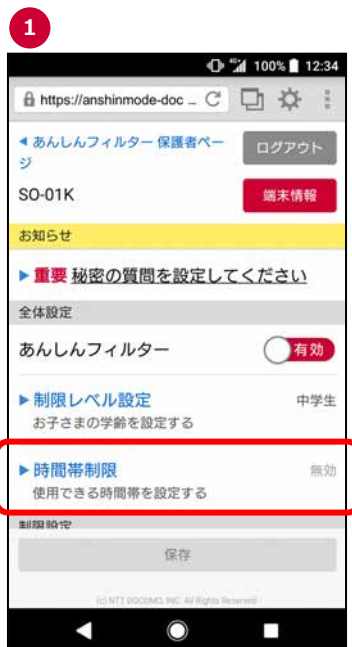 1
4G 100% 12:34
https://anshinmode-doc ...
◀ あんしんフィルター 保護者ペー
ジ
ログアウト
SO-01K
端末情報
お知らせ
▶ 重要 秘密の質問を設定してください
全体設定
あんしんフィルター
有効
▶ 制限レベル設定
中学生
お子さまの学齢を設定する
▶ 時間帯制限
無効
使用できる時間帯を設定する
制限設定
保存
(c) NTT DOCOMO, INC. All Rights Reserved.